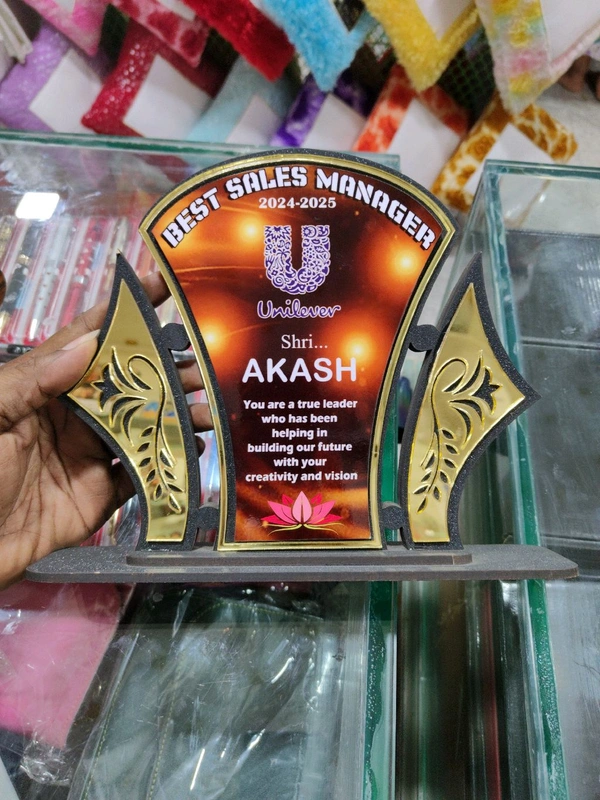 BEST SALES MANAGER
2024-2025
Unilever
Shri...
AKASH
You are a true leader
who has been
helping in
building our future
with your
creativity and vision